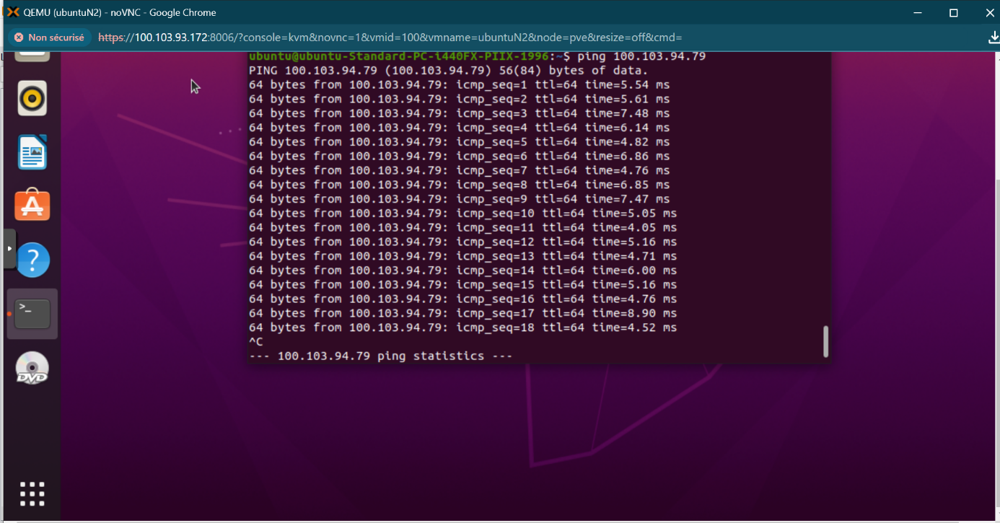 QEMU (ubuntuN2) - noVNC - Google Chrome
Non sécurisé https://100.103.93.172:8006/?console=kvm&novnc=1&vmid=100&vmname=ubuntuN2&node=pve&resize=off&cmd=
ubuntu@ubuntu-Standard-PC-i440FX-PIIX-1996:~$ ping 100.103.94.79
PING 100.103.94.79 (100.103.94.79) 56(84) bytes of data.
64 bytes from 100.103.94.79: icmp_seq=1 ttl=64 time=5.54 ms
64 bytes from 100.103.94.79: icmp_seq=2 ttl=64 time=5.61 ms
64 bytes from 100.103.94.79: icmp_seq=3 ttl=64 time=7.48 ms
64 bytes from 100.103.94.79: icmp_seq=4 ttl=64 time=6.14 ms
64 bytes from 100.103.94.79: icmp_seq=5 ttl=64 time=4.82 ms
64 bytes from 100.103.94.79: icmp_seq=6 ttl=64 time=6.86 ms
64 bytes from 100.103.94.79: icmp_seq=7 ttl=64 time=4.76 ms
64 bytes from 100.103.94.79: icmp_seq=8 ttl=64 time=6.85 ms
64 bytes from 100.103.94.79: icmp_seq=9 ttl=64 time=7.47 ms
64 bytes from 100.103.94.79: icmp_seq=10 ttl=64 time=5.05 ms
64 bytes from 100.103.94.79: icmp_seq=11 ttl=64 time=4.05 ms
64 bytes from 100.103.94.79: icmp_seq=12 ttl=64 time=5.16 ms
64 bytes from 100.103.94.79: icmp_seq=13 ttl=64 time=4.71 ms
64 bytes from 100.103.94.79: icmp_seq=14 ttl=64 time=6.00 ms
64 bytes from 100.103.94.79: icmp_seq=15 ttl=64 time=5.16 ms
64 bytes from 100.103.94.79: icmp_seq=16 ttl=64 time=4.76 ms
64 bytes from 100.103.94.79: icmp_seq=17 ttl=64 time=8.90 ms
64 bytes from 100.103.94.79: icmp_seq=18 ttl=64 time=4.52 ms
^C
--- 100.103.94.79 ping statistics ---
DVD